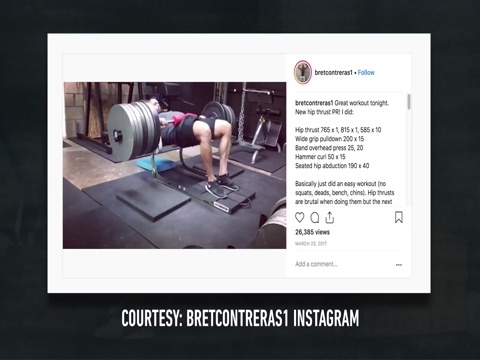 bretcontreras1 • Follow
bretcontreras1 Great workout tonight.
New hip thrust PR! I did:
Hip thrust 765 x 1, 815 x 1, 585 x 10
Wide grip pulldown 200 x 15
Band overhead press 25, 20
Hammer curl 50 x 15
Seated hip abduction 190 x 40
Basically just did an easy workout (no
squats, deads, bench, chins). Hip thrusts
are brutal when doing them but the next
26,385 views
MARCH 23, 2017
Add a comment...
COURTESY: BRETCONTRERAS1 INSTAGRAM